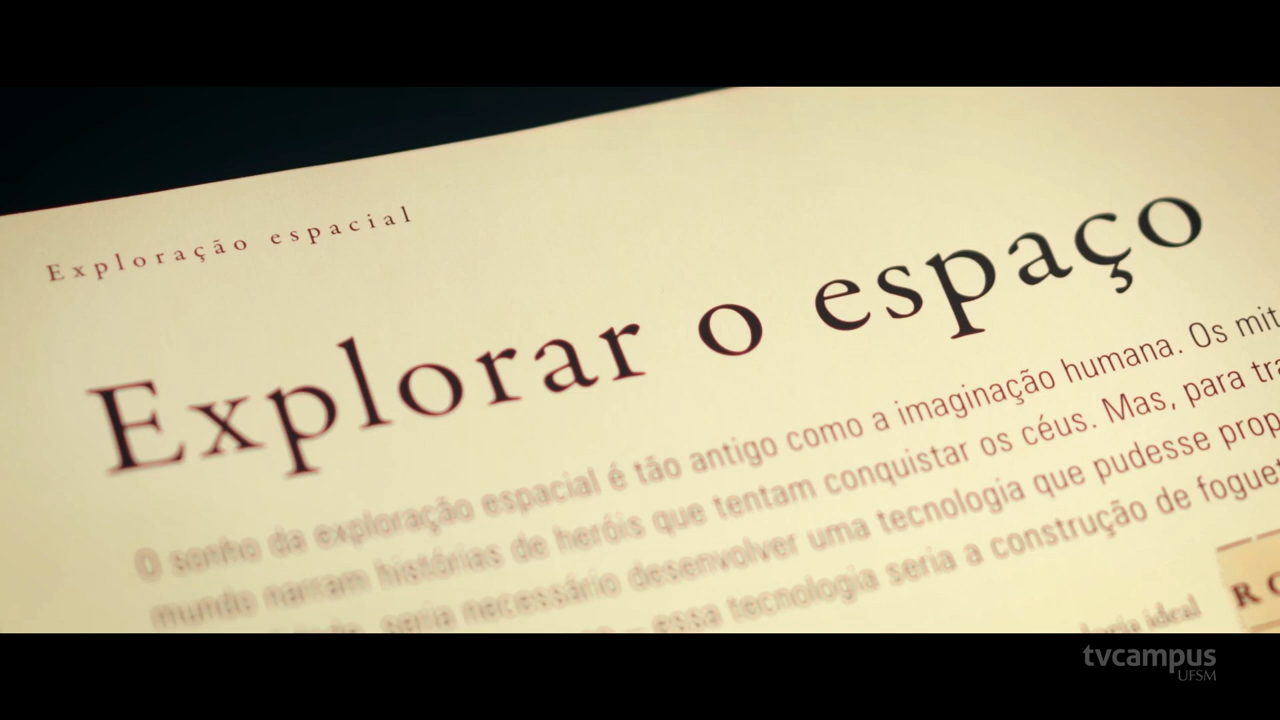 Exploração espacial
Explorar o espaço
O sonho da exploração espacial é tão antigo como a imaginação humana. Os mit
mundo narram histórias de heróis que tentam conquistar os céus. Mas, para tra
seria necessário desenvolver uma tecnologia que pudesse prop
essa tecnologia seria a construção de foguet
ideal
tvcampus
UFSM